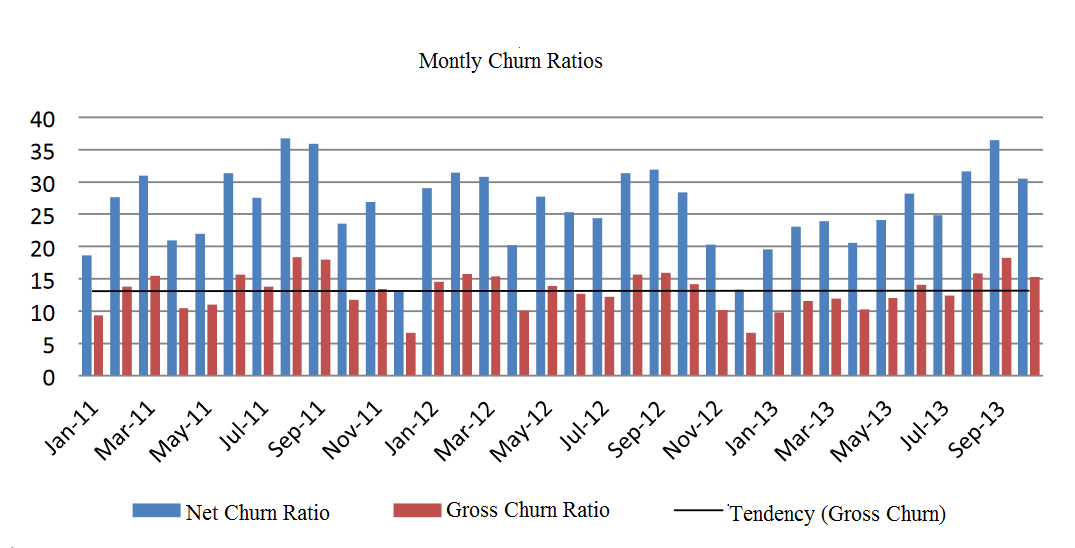 Montly Churn Ratios
40
35
30
25
20
15
10
5
0
Jan-11
Mar-11
May-11
Jul-11
Sep-11
Nov-11
Jan-12
Mar-12
May-12
Jul-12
Sep-12
Nov-12
Jan-13
Mar-13
May-13
Jul-13
Sep-13
Net Churn Ratio
Gross Churn Ratio
Tendency (Gross Churn)